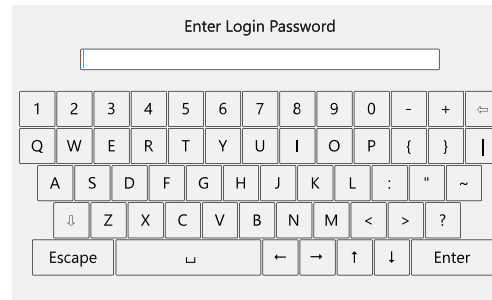 Enter Login Password
1 2 3 4 5 6 7 8 9 0 - + ⇦
Q W E R T Y U I O P { } |
A S D F G H J K L : " ~
⇩ Z X C V B N M < > ?
Escape ␣ ← → ↑ ↓ Enter